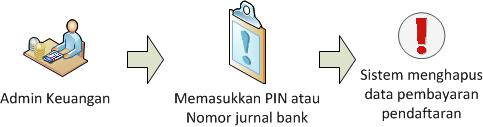 Admin Keuangan
Memasukkan PIN atau
Nomor jurnal bank
Sistem menghapus
data pembayaran
pendaftaran